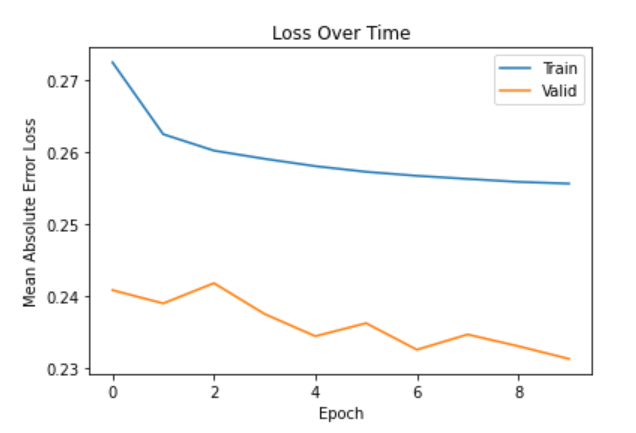 Loss Over Time
Train
Valid
0.27
0.26
0.25
0.24
0.23
Mean Absolute Error Loss
0 2 4 6 8
Epoch